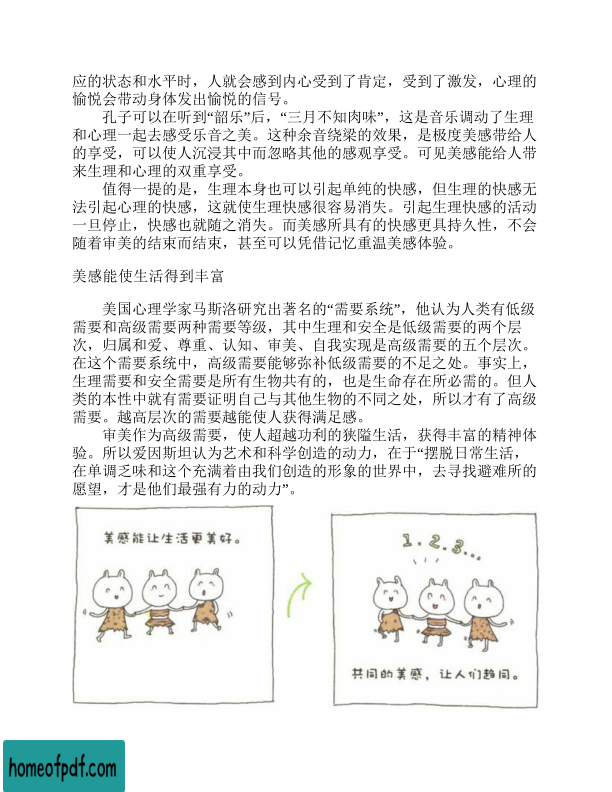 应的状态和水平时，人就会感到内心受到了肯定，受到了激发，心理的
愉悦会带动身体发出愉悦的信号。
孔子可以在听到“韶乐”后，“三月不知肉味”，这是音乐调动了生理
和心理一起去感受乐音之美。这种余音绕梁的效果，是极度美感带给人
的享受，可以使人沉浸其中而忽略其他的感观享受。可见美感能给人带
来生理和心理的双重享受。
值得一提的是，生理本身也可以引起单纯的快感，但生理的快感无
法引起心理的快感，这就使生理快感很容易消失。引起生理快感的活动
一旦停止，快感也就随之消失。而美感所具有的快感更具持久性，不会
随着审美的结束而结束，甚至可以凭借记忆重温美感体验。
美感能使生活得到丰富
美国心理学家马斯洛研究出著名的“需要系统”，他认为人类有低级
需要和高级需要两种需要等级，其中生理和安全是低级需要的两个层
次，归属和爱、尊重、认知、审美、自我实现是高级需要的五个层次。
在这个需要系统中，高级需要能够弥补低级需要的不足之处。事实上，
生理需要和安全需要是所有生物共有的，也是生命存在所必需的。但人
类的本性中就有需要证明自己与其他生物的不同之处，所以才有了高级
需要。越高层次的需要越能使人获得满足感。
审美作为高级需要，使人超越功利的狭隘生活，获得丰富的精神体
验。所以爱因斯坦认为艺术和科学创造的动力，在于“摆脱日常生活，
在单调乏味和这个充满着由我们创造的形象的世界中，去寻找避难所的
愿望，才是他们最强有力的动力”。
美感能让生活更美好。
1.2.3...
共同的美感，让人们趋同。
homeofpdf.com